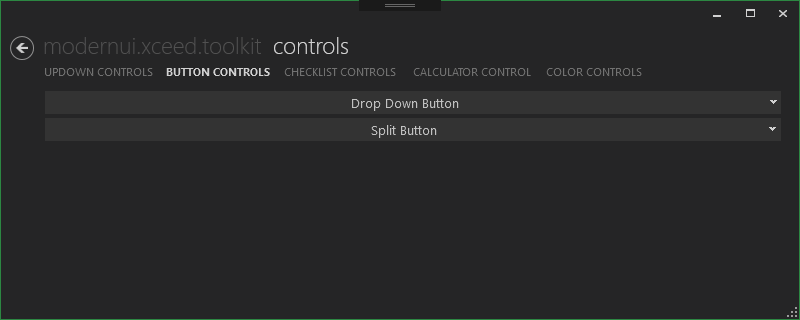 modernui.xceed.toolkit controls
UPDOWN CONTROLS BUTTON CONTROLS CHECKLIST CONTROLS CALCULATOR CONTROL COLOR CONTROLS
Drop Down Button
Split Button